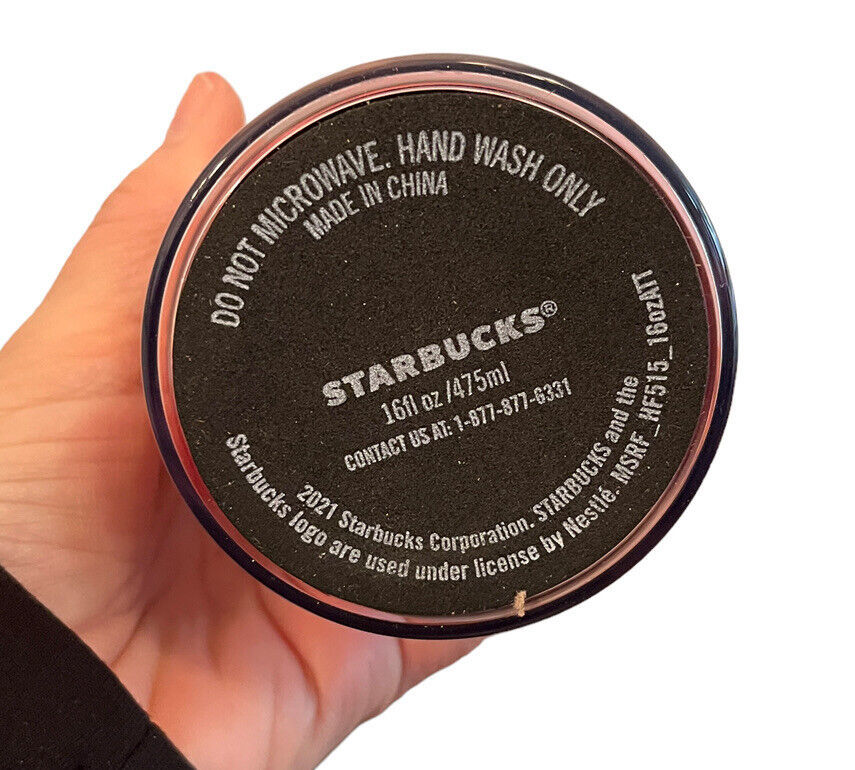 DO NOT MICROWAVE. HAND WASH ONLY
MADE IN CHINA
STARBUCKS®
16fl oz /475ml
CONTACT US AT: 1-877-877-6331
2021 Starbucks Corporation. STARBUCKS and the
Starbucks logo are used under license by Nestlé. MSRF_HF515_16ozATT